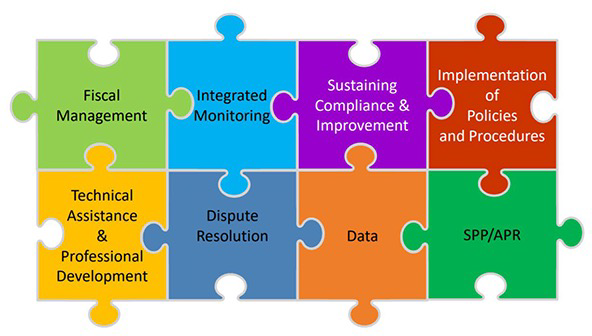 Fiscal
Management
Integrated
Monitoring
Sustaining
Compliance &
Improvement
Implementation
of
Policies
and Procedures
Technical
Assistance
&
Professional
Development
Dispute
Resolution
Data
SPP/APR